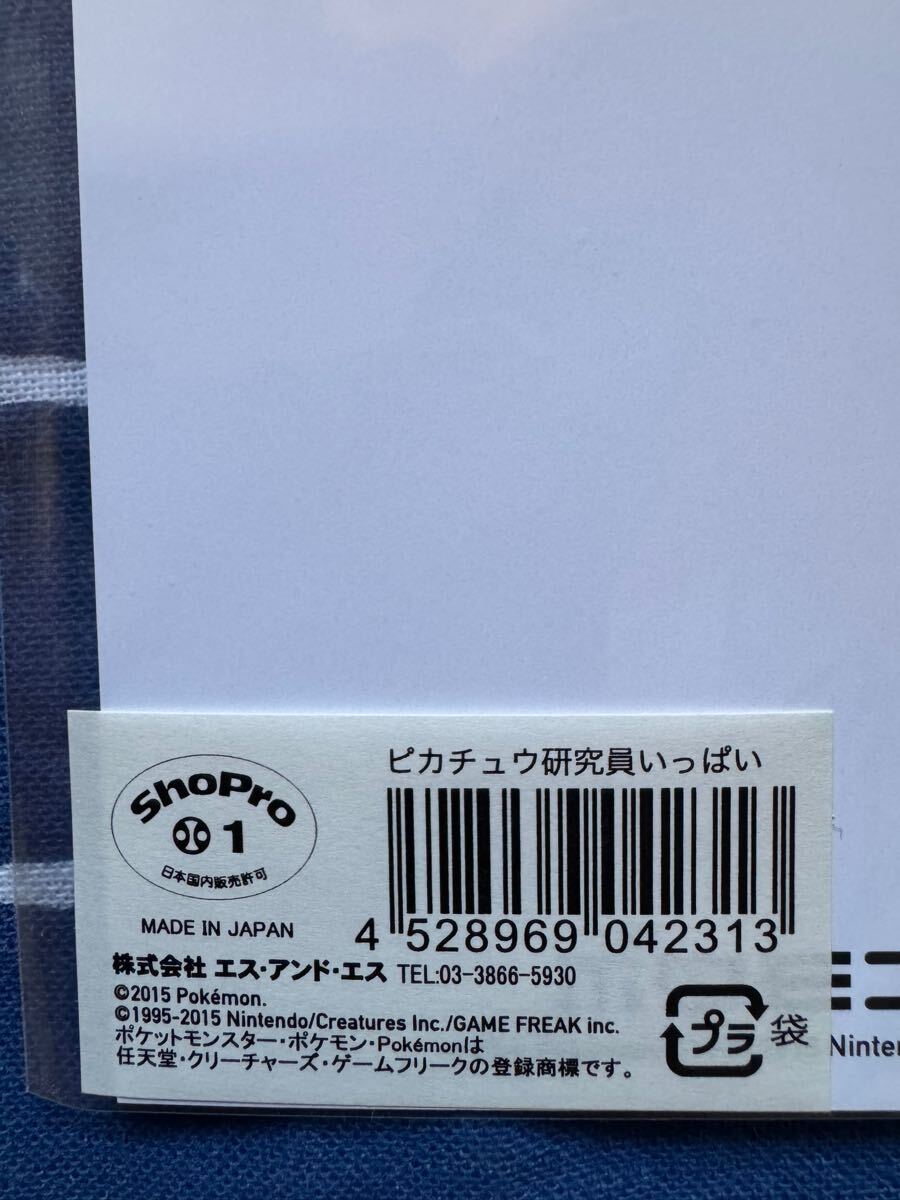 ピカチュウ研究員いっぱい
ShoPro
1
日本国内販売許可
MADE IN JAPAN
4 528969 042313
株式会社 エス・アンド・エス TEL:03-3866-5930
©2015 Pokémon.
©1995-2015 Nintendo/Creatures Inc./GAME FREAK inc.
ポケットモンスター・ポケモン・Pokémonは
任天堂・クリーチャーズ・ゲームフリークの登録商標です。
プラ 袋